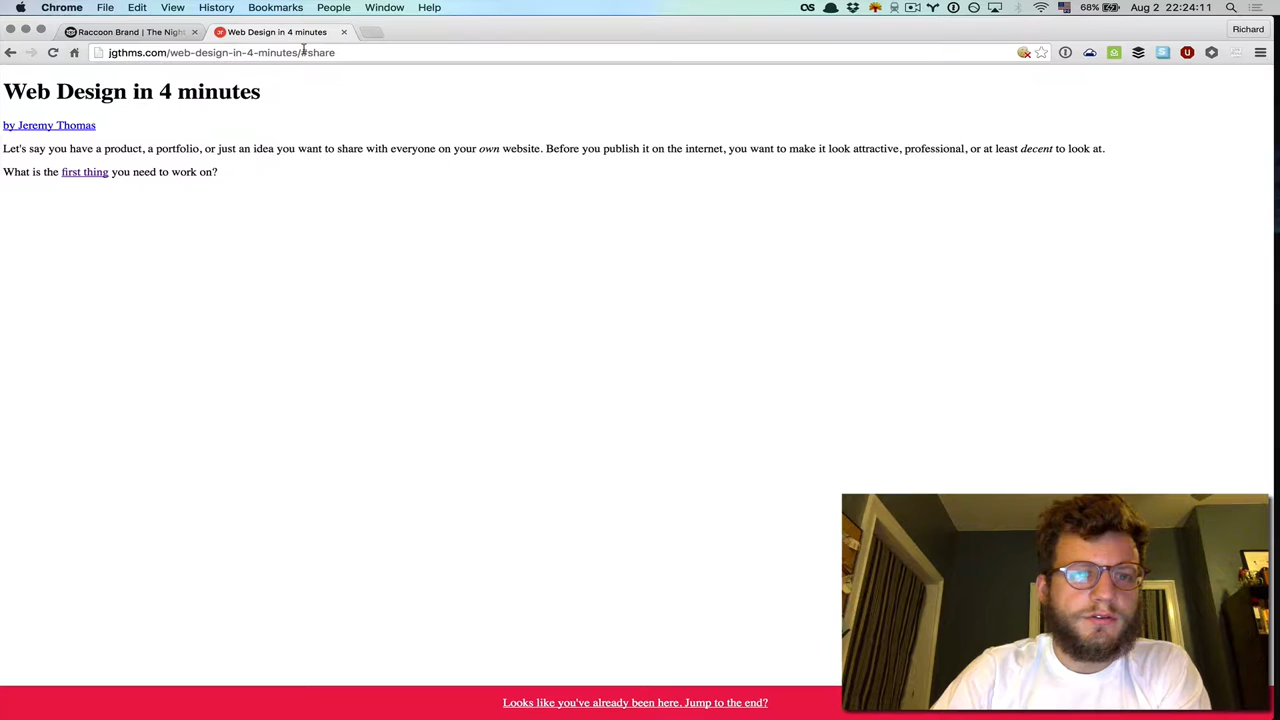 Chrome File Edit View History Bookmarks People Window Help 68% Aug 2 22:24:11
Raccoon Brand | The Night Web Design in 4 minutes Richard
jgthms.com/web-design-in-4-minutes/#share
Web Design in 4 minutes
by Jeremy Thomas
Let's say you have a product, a portfolio, or just an idea you want to share with everyone on your own website. Before you publish it on the internet, you want to make it look attractive, professional, or at least decent to look at.
What is the first thing you need to work on?
Looks like you've already been here. Jump to the end?